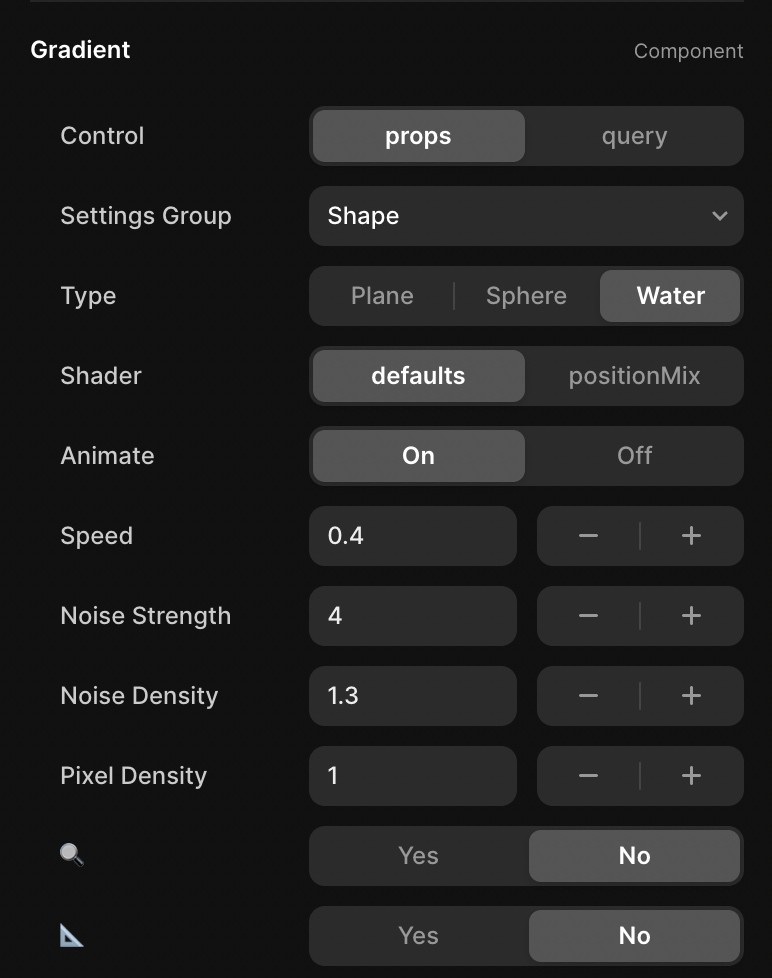 Gradient Component
Control props query
Settings Group Shape
Type Plane Sphere Water
Shader defaults positionMix
Animate On Off
Speed 0.4 − +
Noise Strength 4 − +
Noise Density 1.3 − +
Pixel Density 1 − +
🔍 Yes No
📐 Yes No